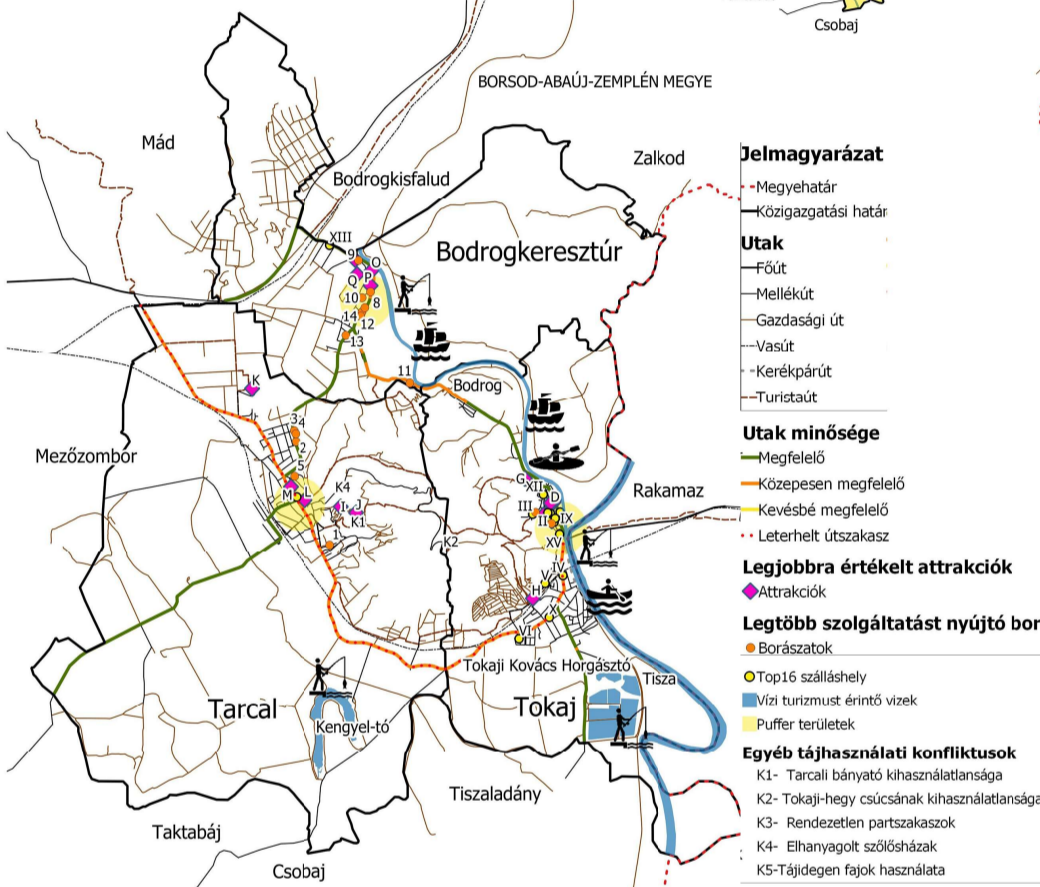 Csobaj
BORSOD-ABAÚJ-ZEMPLÉN MEGYE
Mád
Zalkod
Bodrogkisfalud
XIII
Bodrogkeresztúr
9
O
Q P
10
8
14
12
13
11
Bodrog
K
3 4
2
Mezőzombor
5
M L
K4
I J
K1
1
K2
G
XII
D
III
IX
II
XV
Rakamaz
IV
V
H
X
VI
Tokaji Kovács Horgásztó
Tisza
Tarcal
Tokaj
Kengyel-tó
Tiszaladány
Taktabáj
Csobaj
Jelmagyarázat
Megyehatár
Közigazgatási határ
Utak
Főút
Mellékút
Gazdasági út
Vasút
Kerékpárút
Turistaút
Utak minősége
Megfelelő
Közepesen megfelelő
Kevésbé megfelelő
Leterhelt útszakasz
Legjobbra értékelt attrakciók
Attrakciók
Legtöbb szolgáltatást nyújtó bor
Borászatok
Top16 szálláshely
Vízi turizmust érintő vizek
Puffer területek
Egyéb tájhasználati konfliktusok
K1- Tarcali bányató kihasználatlansága
K2- Tokaji-hegy csúcsának kihasználatlansága
K3- Rendezetlen partszakaszok
K4- Elhanyagolt szőlősházak
K5-Tájidegen fajok használata